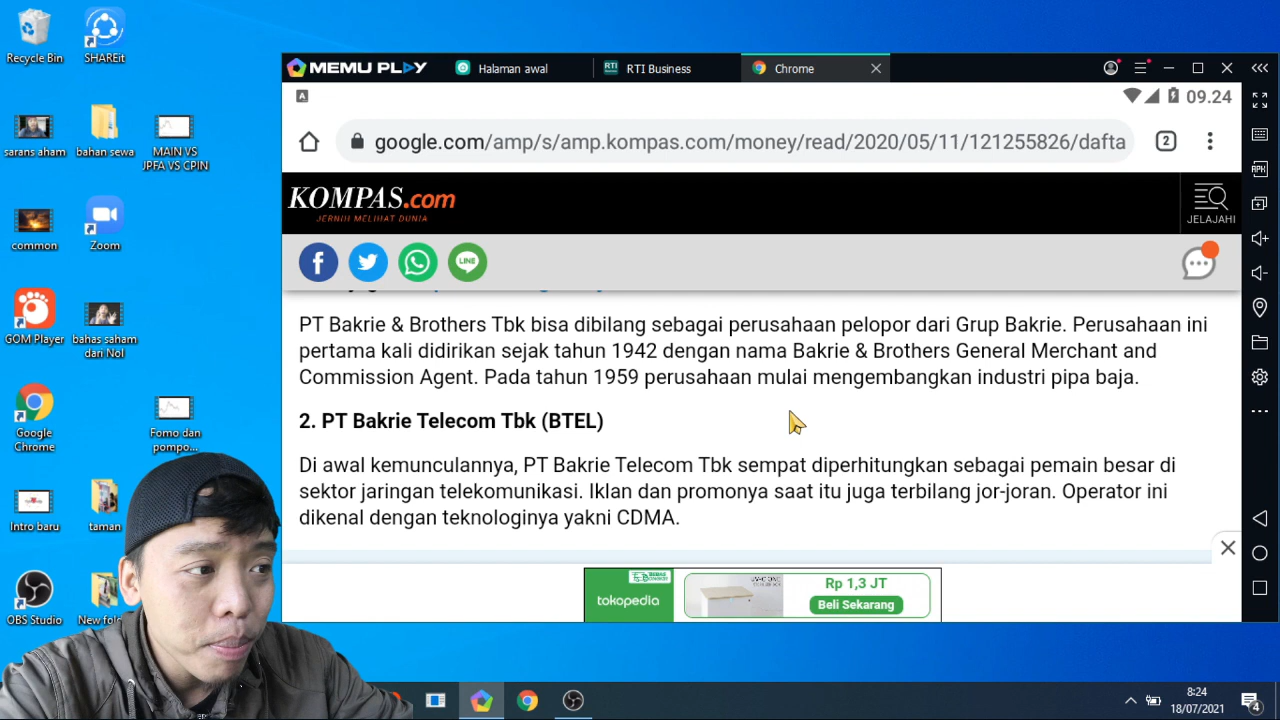 Recycle Bin
SHAREit
sarans aham
bahan sewa
MAIN VS
JPFA VS CPIN
common
Zoom
GOM Player
bahas saham
dari Nol
Google
Chrome
Fomo dan
pompo...
Intro baru
taman
OBS Studio
MEMU PLAY
Halaman awal
RTI
RTI Business
Chrome
A
09.24
google.com/amp/s/amp.kompas.com/money/read/2020/05/11/121255826/dafta
2
KOMPAS.com
JERNIH MELIHAT DUNIA
JELAJAHI
f
LINE
APK
PT Bakrie & Brothers Tbk bisa dibilang sebagai perusahaan pelopor dari Grup Bakrie. Perusahaan ini
pertama kali didirikan sejak tahun 1942 dengan nama Bakrie & Brothers General Merchant and
Commission Agent. Pada tahun 1959 perusahaan mulai mengembangkan industri pipa baja.
2. PT Bakrie Telecom Tbk (BTEL)
Di awal kemunculannya, PT Bakrie Telecom Tbk sempat diperhitungkan sebagai pemain besar di
sektor jaringan telekomunikasi. Iklan dan promonya saat itu juga terbilang jor-joran. Operator ini
dikenal dengan teknologinya yakni CDMA.
tokopedia
Rp 1,3 JT
Beli Sekarang
8:24
18/07/2021
4